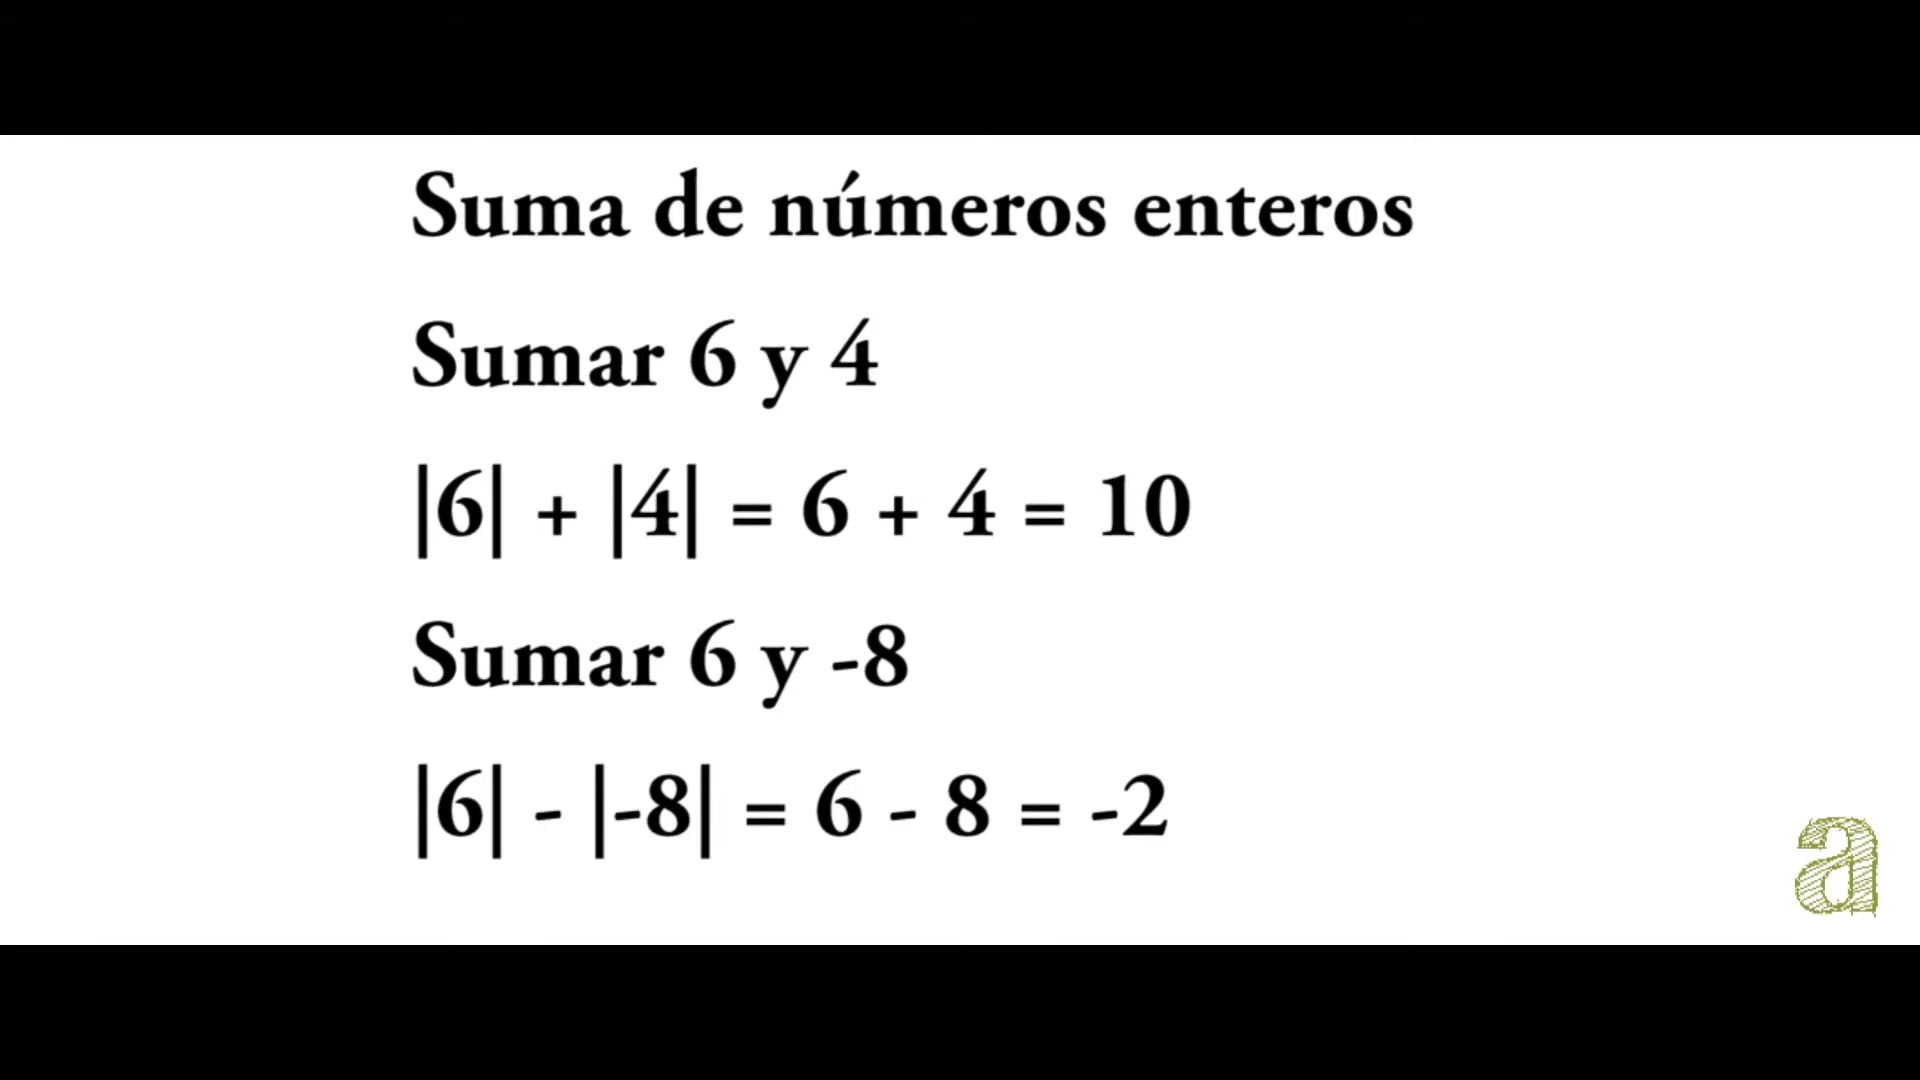 Suma de números enteros
Sumar 6 y 4
|6| + |4| = 6 + 4 = 10
Sumar 6 y -8
|6| - |-8| = 6 - 8 = -2
a